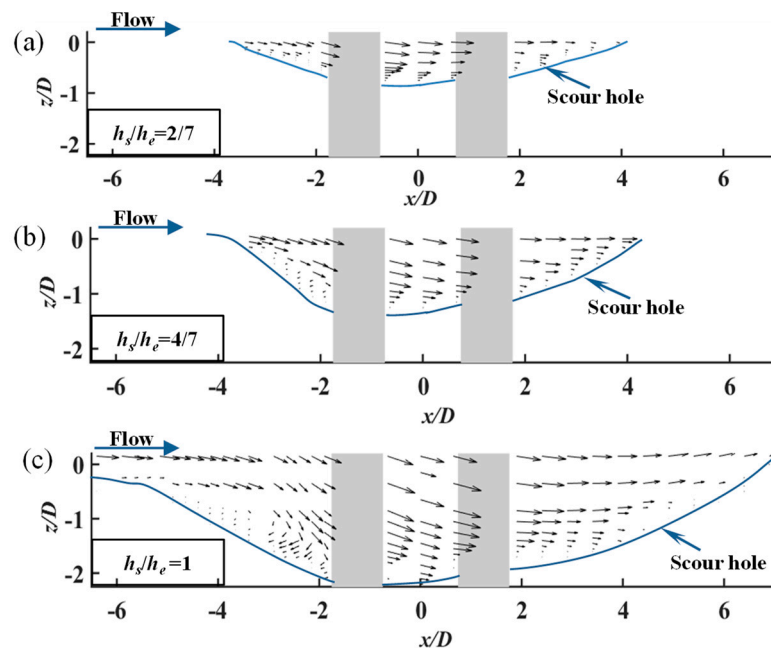 (a)
Flow
0
-1
-2
z/D
Scour hole
hs/he=2/7
-6 -4 -2 0 2 4 6
x/D
(b)
Flow
0
-1
-2
z/D
Scour hole
hs/he=4/7
-6 -4 -2 0 2 4 6
x/D
(c)
Flow
0
-1
-2
z/D
Scour hole
hs/he=1
-6 -4 -2 0 2 4 6
x/D